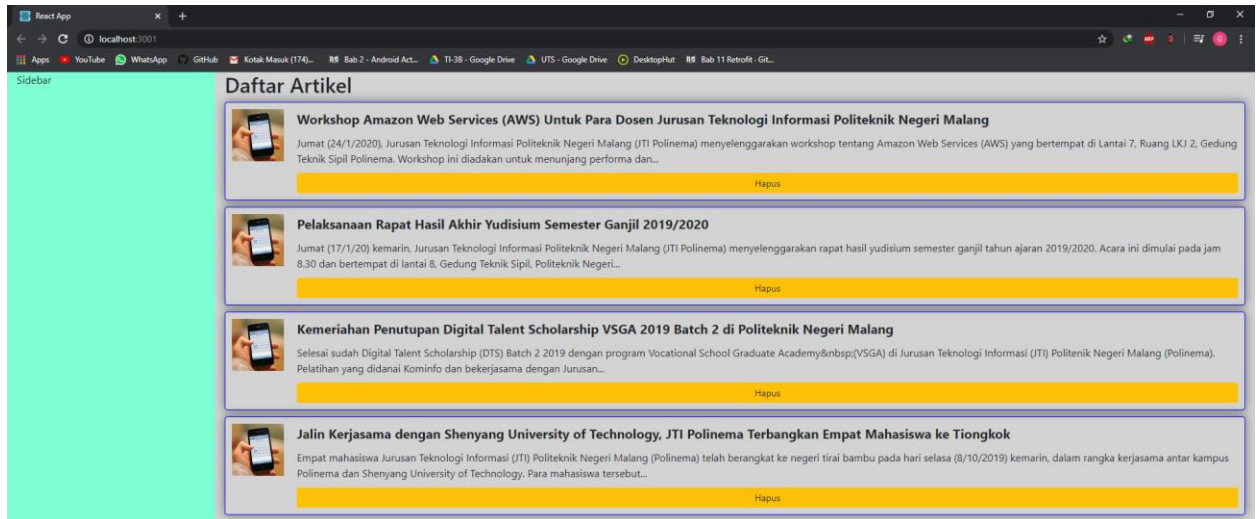 React App
localhost:3001
Apps YouTube WhatsApp GitHub Kotak Masuk (174)... Bab 2 - Android Act... TI-3B - Google Drive UTS - Google Drive DesktopHut Bab 11 Retrofit - Git...
Sidebar
Daftar Artikel
Workshop Amazon Web Services (AWS) Untuk Para Dosen Jurusan Teknologi Informasi Politeknik Negeri Malang
Jumat (24/1/2020), Jurusan Teknologi Informasi Politeknik Negeri Malang (JTI Polinema) menyelenggarakan workshop tentang Amazon Web Services (AWS) yang bertempat di Lantai 7, Ruang LKJ 2, Gedung
Teknik Sipil Polinema. Workshop ini diadakan untuk menunjang performa dan...
Hapus
Pelaksanaan Rapat Hasil Akhir Yudisium Semester Ganjil 2019/2020
Jumat (17/1/20) kemarin, Jurusan Teknologi Informasi Politeknik Negeri Malang (JTI Polinema) menyelenggarakan rapat hasil yudisium semester ganjil tahun ajaran 2019/2020. Acara ini dimulai pada jam
8.30 dan bertempat di lantai 8, Gedung Teknik Sipil, Politeknik Negeri...
Hapus
Kemeriahan Penutupan Digital Talent Scholarship VSGA 2019 Batch 2 di Politeknik Negeri Malang
Selesai sudah Digital Talent Scholarship (DTS) Batch 2 2019 dengan program Vocational School Graduate Academy&nbsp;(VSGA) di Jurusan Teknologi Informasi (JTI) Politenik Negeri Malang (Polinema).
Pelatihan yang didanai Kominfo dan bekerjasama dengan Jurusan...
Hapus
Jalin Kerjasama dengan Shenyang University of Technology, JTI Polinema Terbangkan Empat Mahasiswa ke Tiongkok
Empat mahasiswa Jurusan Teknologi Informasi (JTI) Politeknik Negeri Malang (Polinema) telah berangkat ke negeri tirai bambu pada hari selasa (8/10/2019) kemarin, dalam rangka kerjasama antar kampus
Polinema dan Shenyang University of Technology. Para mahasiswa tersebut...
Hapus